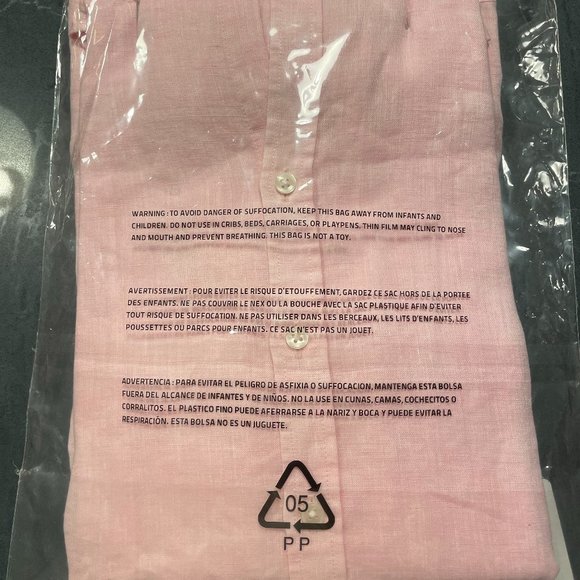 WARNING : TO AVOID DANGER OF SUFFOCATION, KEEP THIS BAG AWAY FROM INFANTS AND
CHILDREN. DO NOT USE IN CRIBS, BEDS, CARRIAGES, OR PLAYPENS. THIN FILM MAY CLING TO NOSE
AND MOUTH AND PREVENT BREATHING. THIS BAG IS NOT A TOY.
AVERTISSEMENT : POUR EVITER LE RISQUE D'ETOUFFEMENT, GARDEZ CE SAC HORS DE LA PORTEE
DES ENFANTS. NE PAS COUVRIR LE NEX OU LA BOUCHE AVEC LA SAC PLASTIQUE AFIN D'EVITER
TOUT RISQUE DE SUFFOCATION. NE PAS UTILISER DANS LES BERCEAUX, LES LITS D'ENFANTS, LES
POUSSETTES OU PARCS POUR ENFANTS. CE SAC N'EST PAS UN JOUET.
ADVERTENCIA : PARA EVITAR EL PELIGRO DE ASFIXIA O SUFFOCACION, MANTENGA ESTA BOLSA
FUERA DEL ALCANCE DE INFANTES Y DE NIÑOS. NO LA USE EN CUNAS, CAMAS, COCHECITOS O
CORRALITOS. EL PLASTICO FINO PUEDE AFERRARSE A LA NARIZ Y BOCA Y PUEDE EVITAR LA
RESPIRACIÓN. ESTA BOLSA NO ES UN JUGUETE.
05
PP